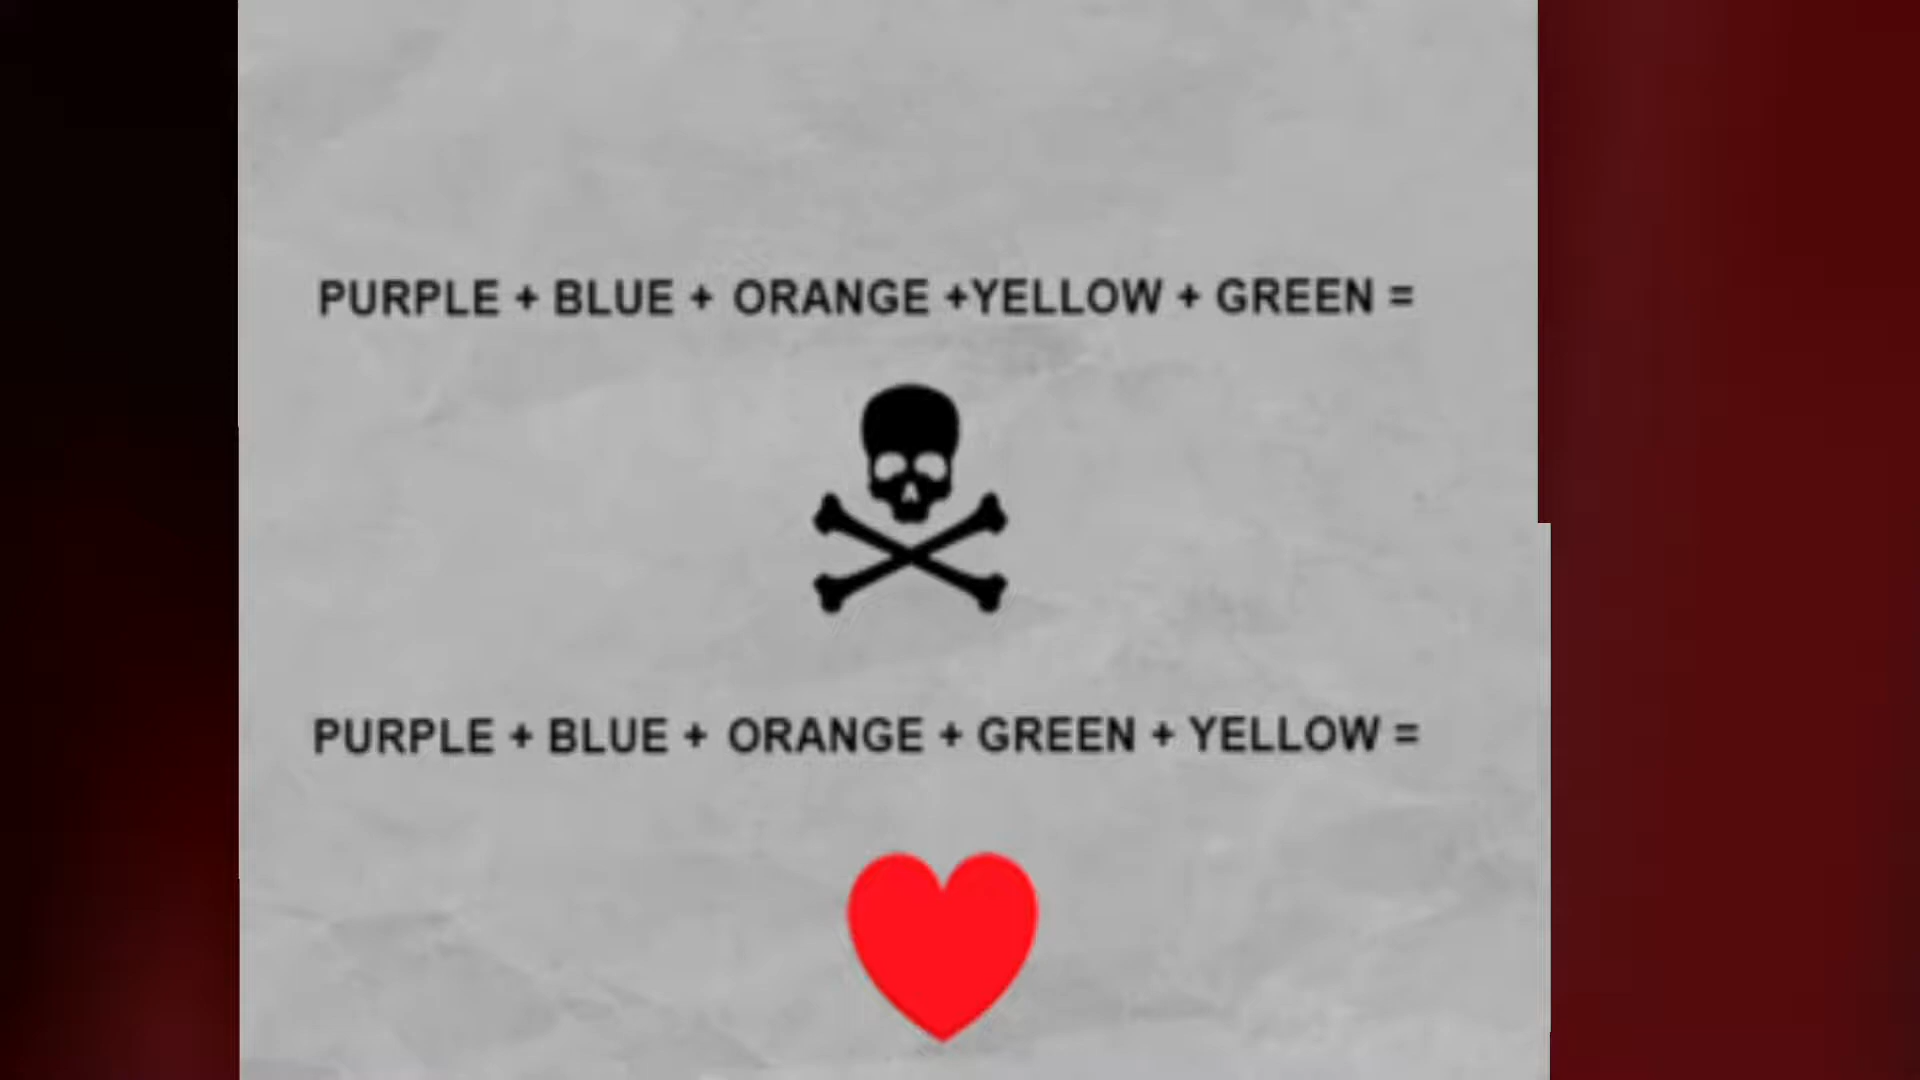 PURPLE + BLUE + ORANGE +YELLOW + GREEN =
PURPLE + BLUE + ORANGE + GREEN + YELLOW =